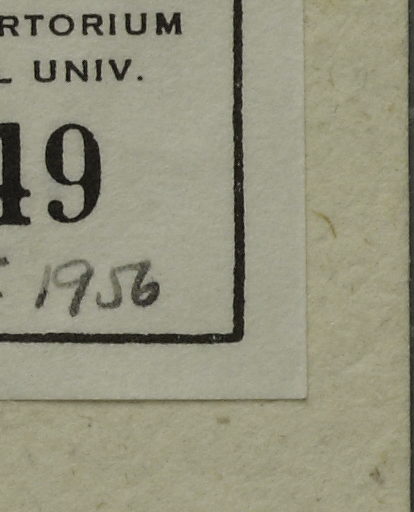 RTORIUM
L UNIV.
49
1956